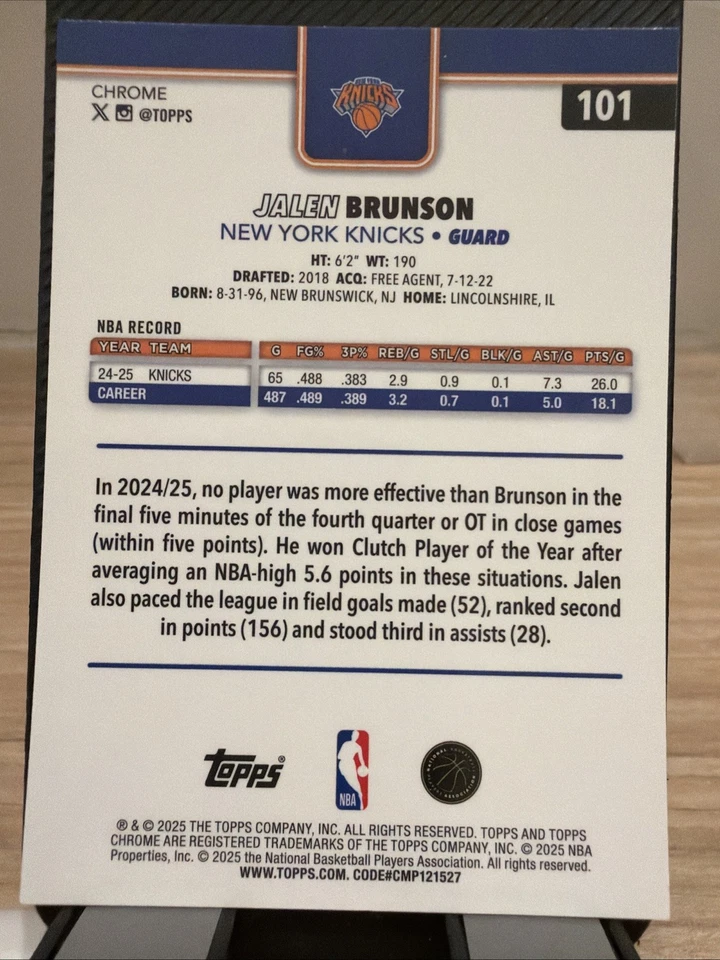 NEW YORK
KNICKS
CHROME
@TOPPS
101
JALEN BRUNSON
NEW YORK KNICKS • GUARD
HT: 6'2" WT: 190
DRAFTED: 2018 ACQ: FREE AGENT, 7-12-22
BORN: 8-31-96, NEW BRUNSWICK, NJ HOME: LINCOLNSHIRE, IL
NBA RECORD
YEAR TEAM G FG% 3P% REB/G STL/G BLK/G AST/G PTS/G
24-25 KNICKS 65 .488 .383 2.9 0.9 0.1 7.3 26.0
CAREER 487 .489 .389 3.2 0.7 0.1 5.0 18.1
In 2024/25, no player was more effective than Brunson in the
final five minutes of the fourth quarter or OT in close games
(within five points). He won Clutch Player of the Year after
averaging an NBA-high 5.6 points in these situations. Jalen
also paced the league in field goals made (52), ranked second
in points (156) and stood third in assists (28).
Topps®
NBA
® & © 2025 THE TOPPS COMPANY, INC. ALL RIGHTS RESERVED. TOPPS AND TOPPS
CHROME ARE REGISTERED TRADEMARKS OF THE TOPPS COMPANY, INC. © 2025 NBA
Properties, Inc. © 2025 the National Basketball Players Association. All rights reserved.
WWW.TOPPS.COM. CODE#CMP121527